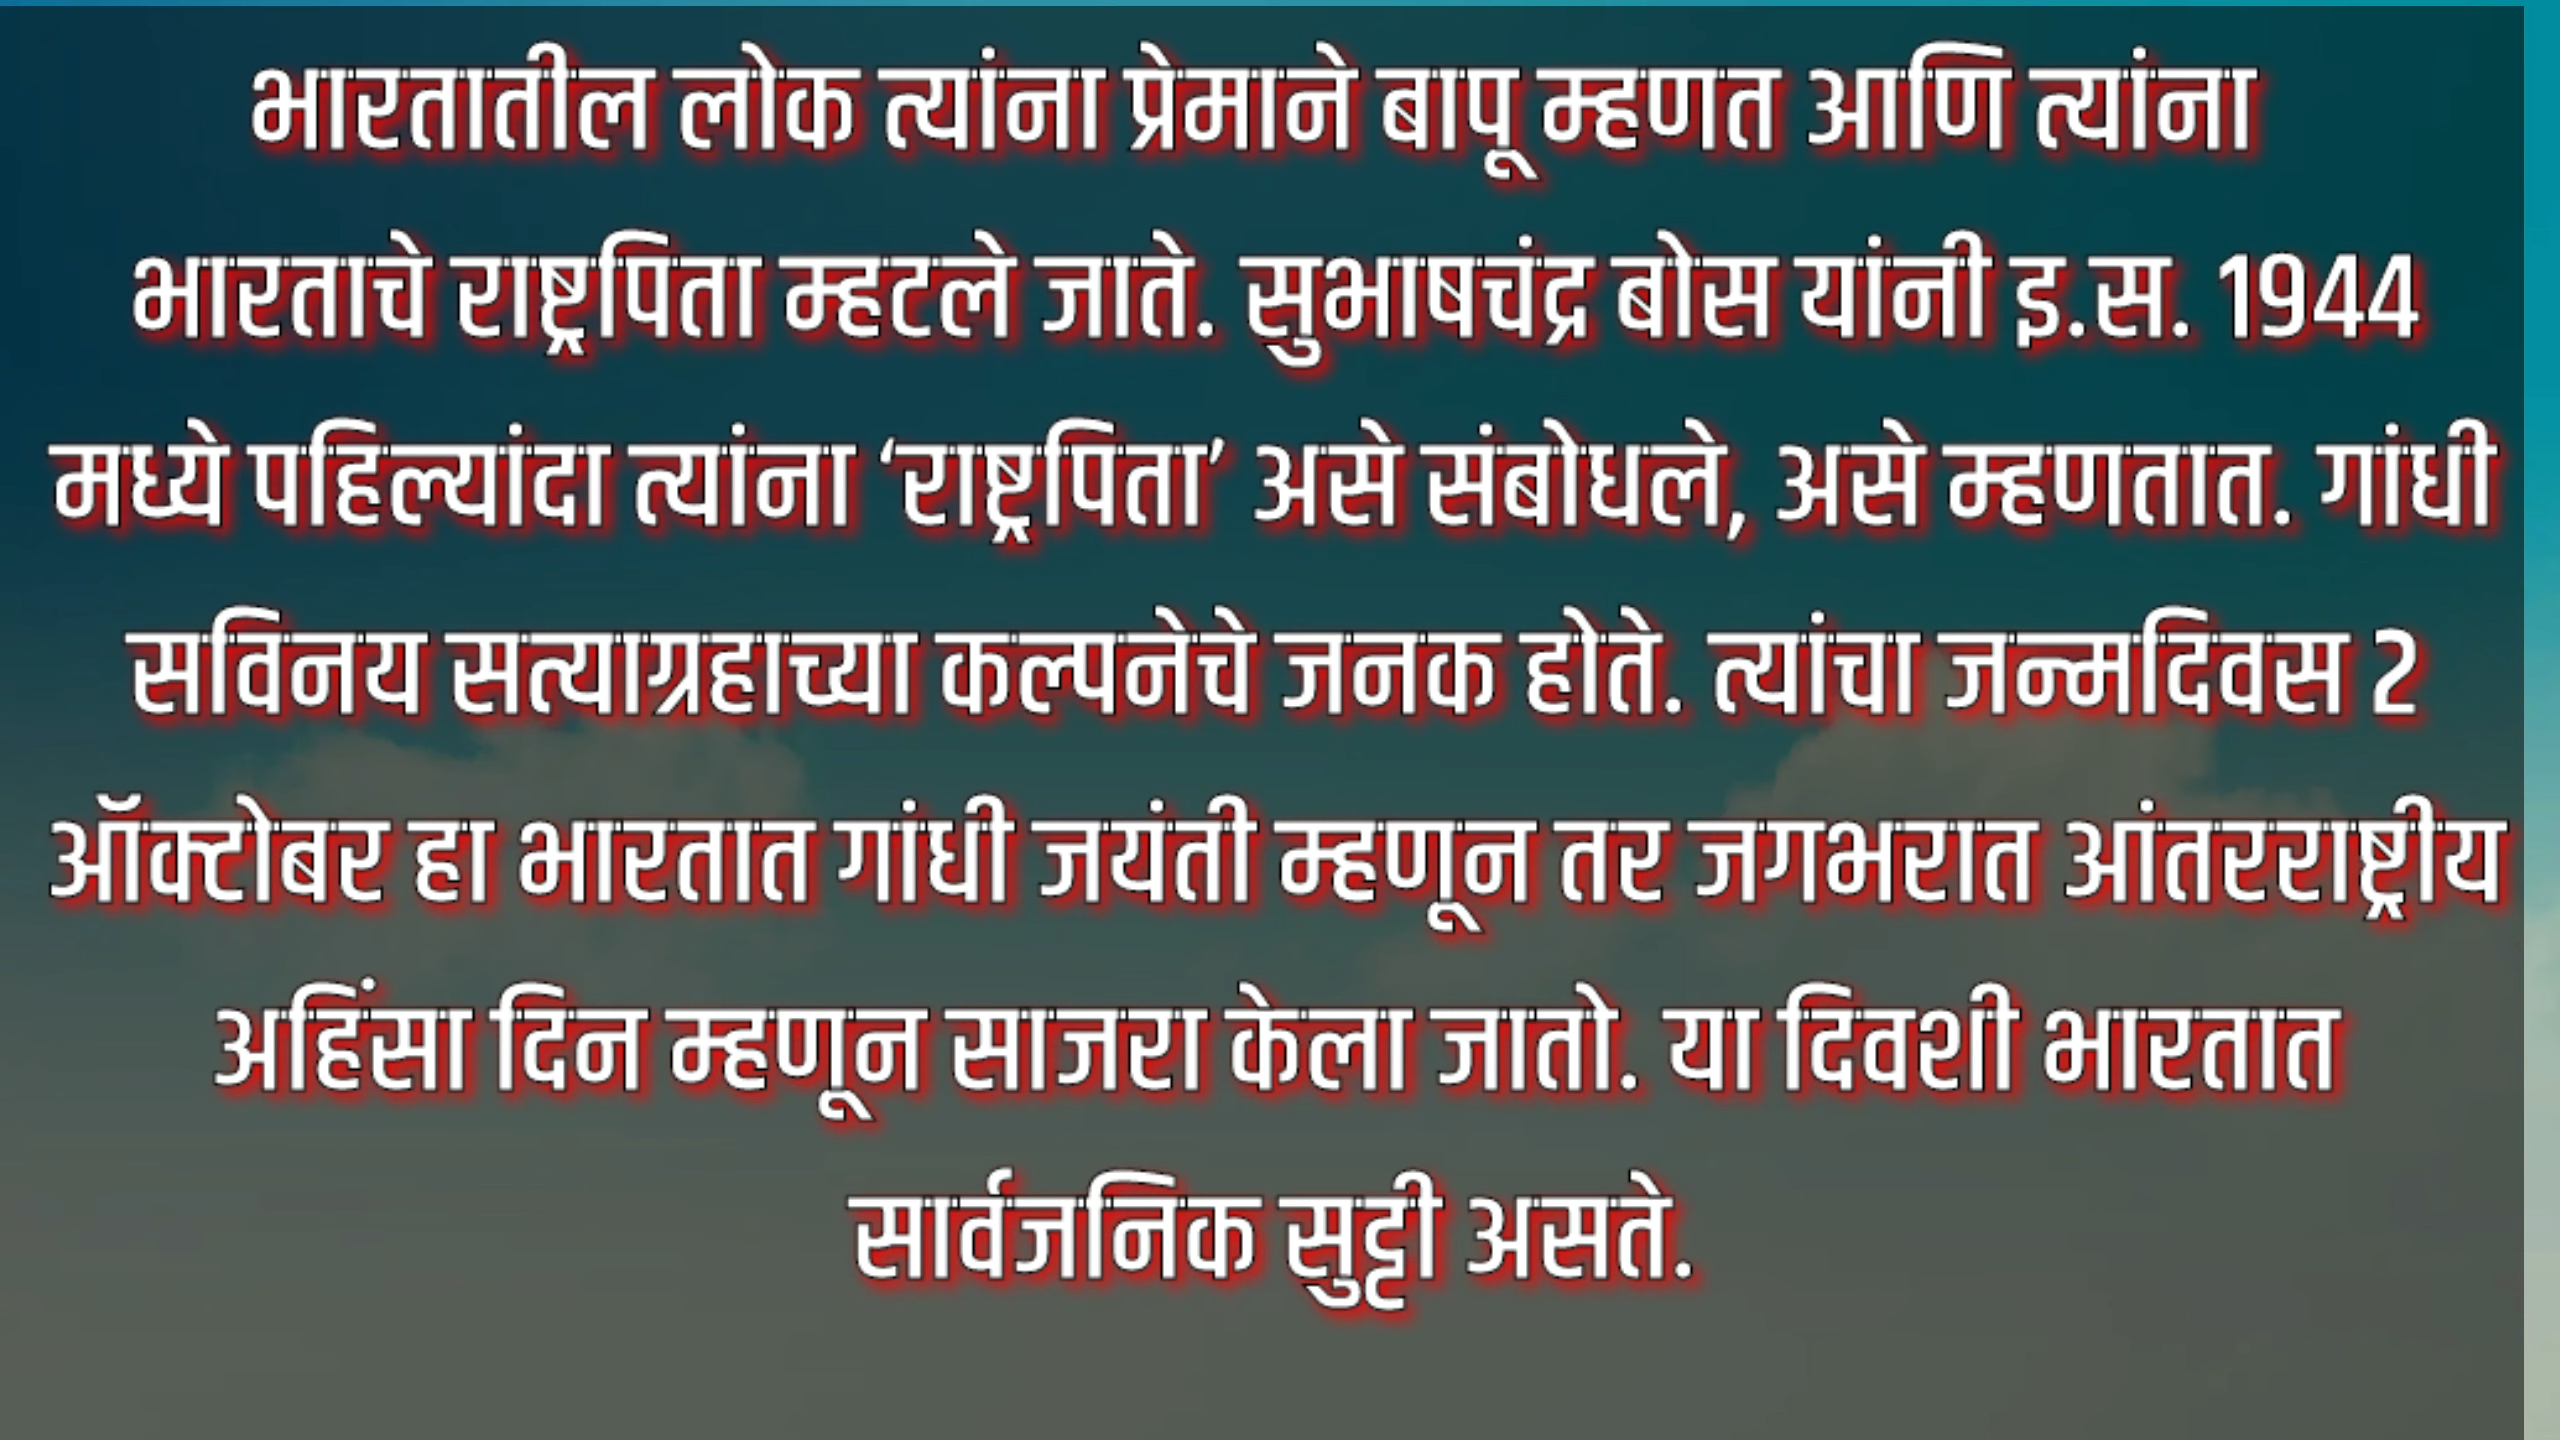 भारतातील लोक त्यांना प्रेमाने बापू म्हणत आणि त्यांना
भारताचे राष्ट्रपिता म्हटले जाते. सुभाषचंद्र बोस यांनी इ.स. 1944
मध्ये पहिल्यांदा त्यांना ‘राष्ट्रपिता’ असे संबोधले, असे म्हणतात. गांधी
सविनय सत्याग्रहाच्या कल्पनेचे जनक होते. त्यांचा जन्मदिवस 2
ऑक्टोबर हा भारतात गांधी जयंती म्हणून तर जगभरात आंतरराष्ट्रीय
अहिंसा दिन म्हणून साजरा केला जातो. या दिवशी भारतात
सार्वजनिक सुट्टी असते.